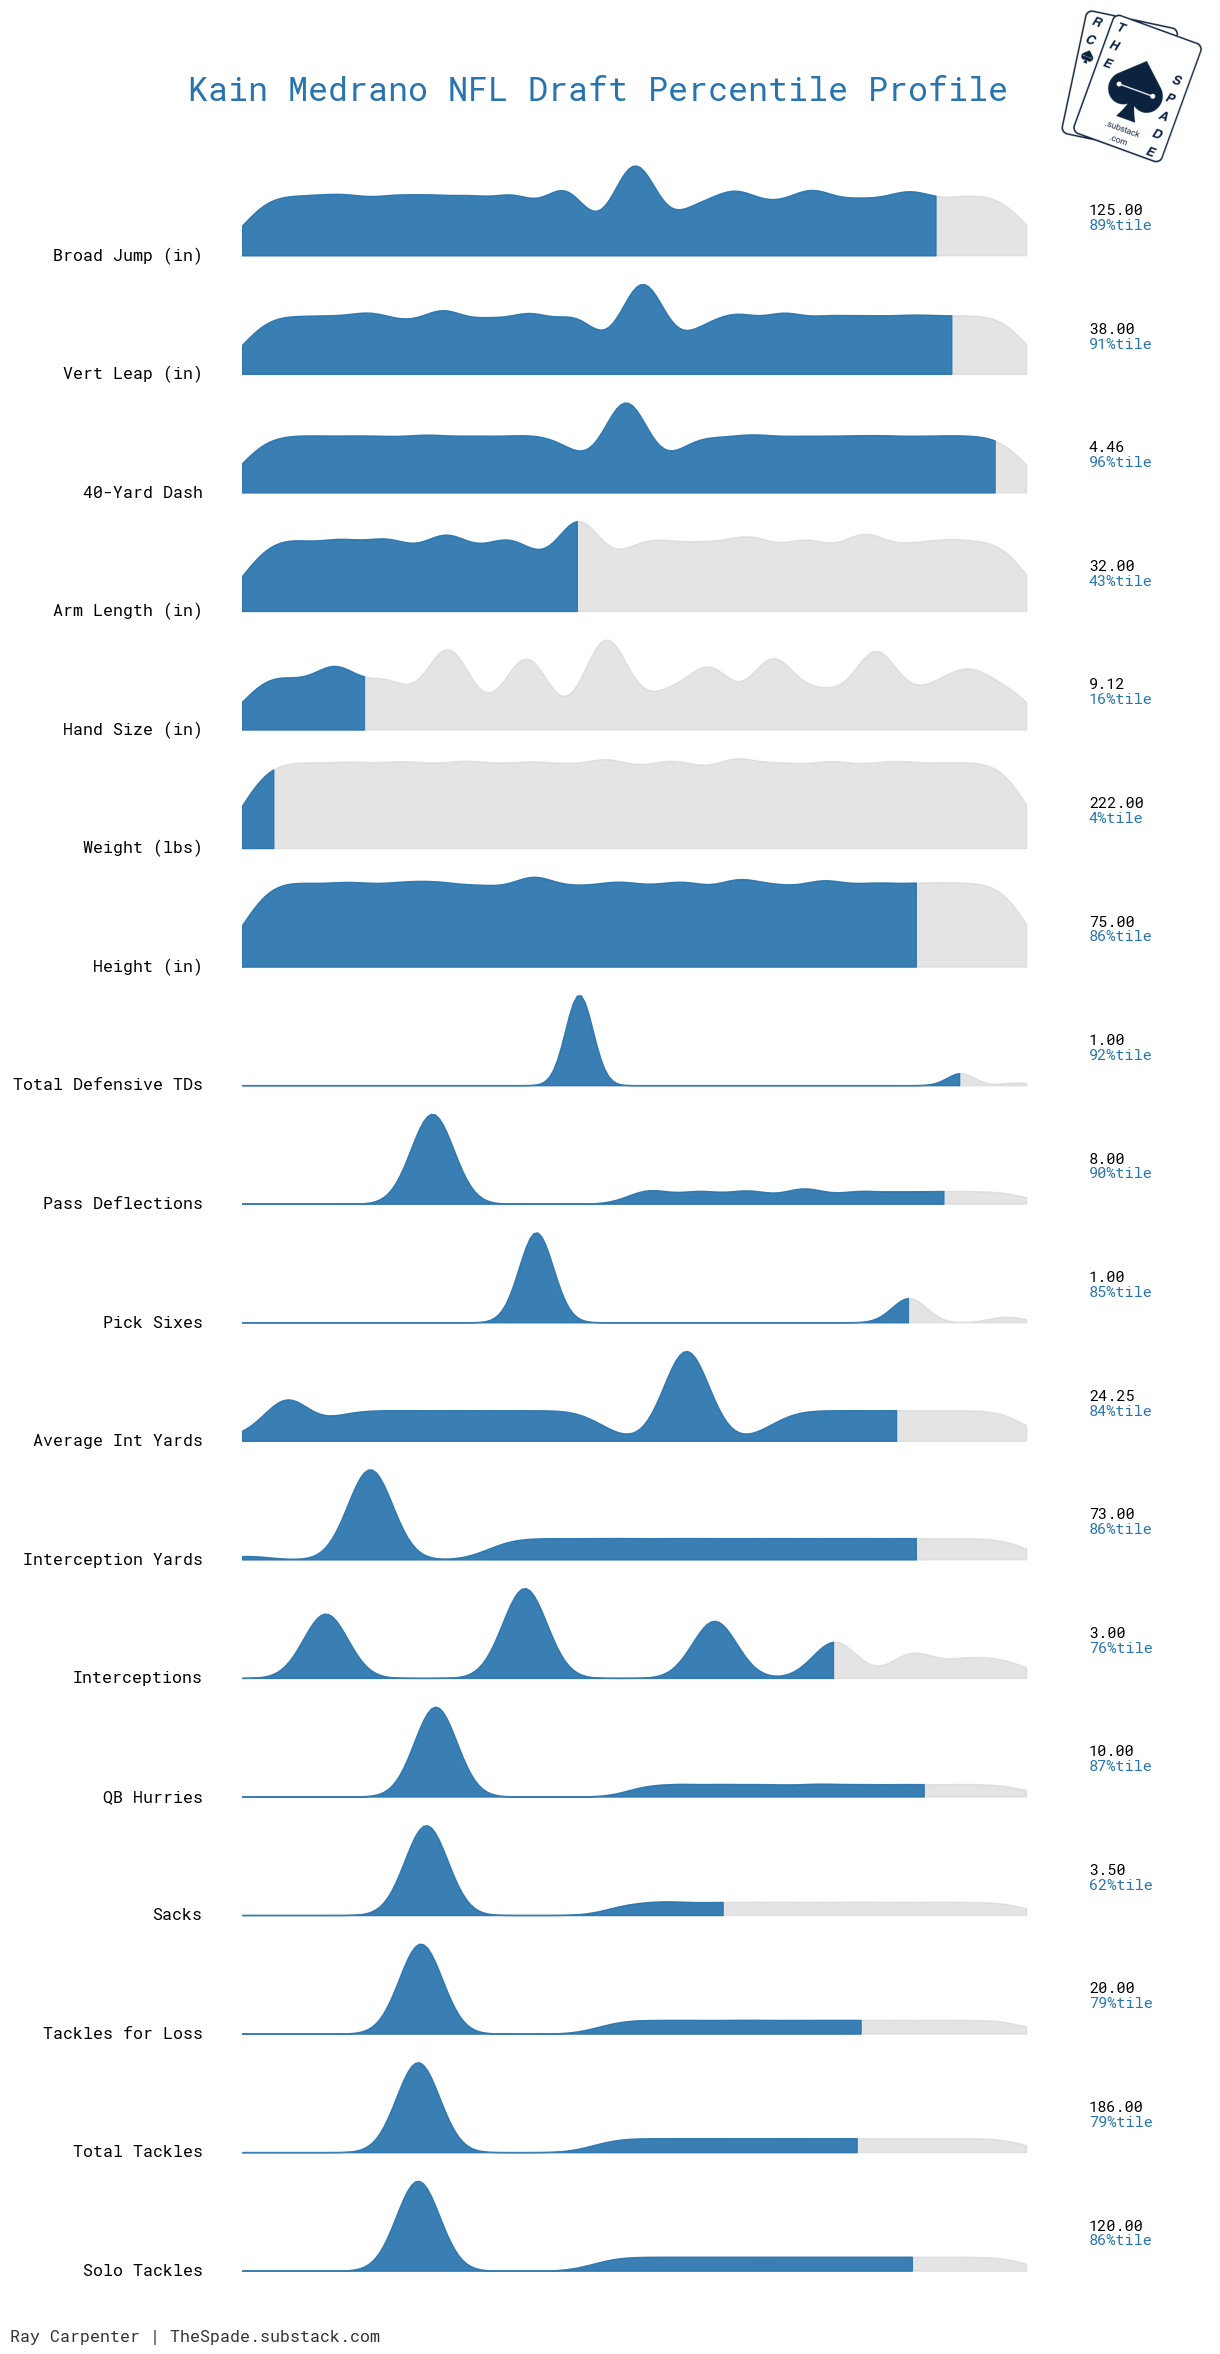 R
C
T
H
E
S
P
A
D
E
.substack
.com
Kain Medrano NFL Draft Percentile Profile
Broad Jump (in)
125.00
89%tile
Vert Leap (in)
38.00
91%tile
40-Yard Dash
4.46
96%tile
Arm Length (in)
32.00
43%tile
Hand Size (in)
9.12
16%tile
Weight (lbs)
222.00
4%tile
Height (in)
75.00
86%tile
Total Defensive TDs
1.00
92%tile
Pass Deflections
8.00
90%tile
Pick Sixes
1.00
85%tile
Average Int Yards
24.25
84%tile
Interception Yards
73.00
86%tile
Interceptions
3.00
76%tile
QB Hurries
10.00
87%tile
Sacks
3.50
62%tile
Tackles for Loss
20.00
79%tile
Total Tackles
186.00
79%tile
Solo Tackles
120.00
86%tile
Ray Carpenter | TheSpade.substack.com